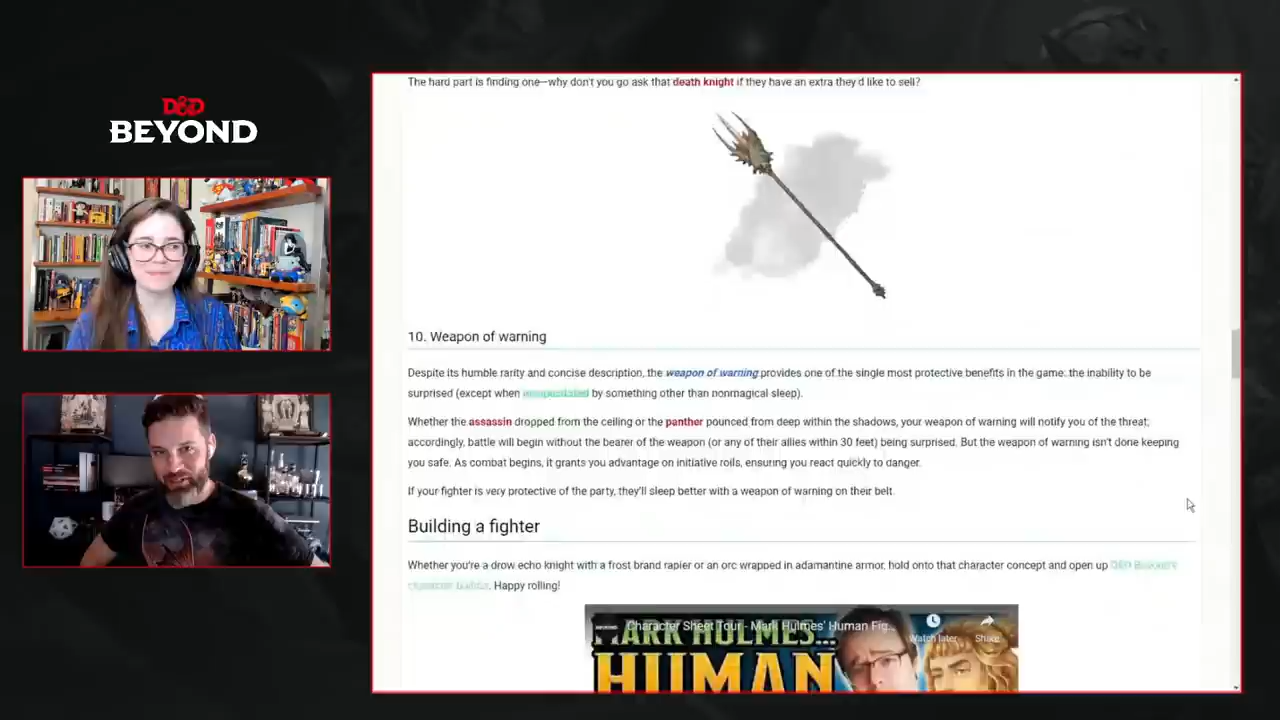 D&D
BEYOND
The hard part is finding one—why don't you go ask that death knight if they have an extra they'd like to sell?
10. Weapon of warning
Despite its humble rarity and concise description, the weapon of warning provides one of the single most protective benefits in the game: the inability to be
surprised (except when incapacitated by something other than nonmagical sleep).
Whether the assassin dropped from the ceiling or the panther pounced from deep within the shadows, your weapon of warning will notify you of the threat;
accordingly, battle will begin without the bearer of the weapon (or any of their allies within 30 feet) being surprised. But the weapon of warning isn't done keeping
you safe. As combat begins, it grants you advantage on initiative rolls, ensuring you react quickly to danger.
If your fighter is very protective of the party, they'll sleep better with a weapon of warning on their belt.
Building a fighter
Whether you're a drow echo knight with a frost brand rapier or an orc wrapped in adamantine armor, hold onto that character concept and open up D&D Beyond's
character builder. Happy rolling!
Character Sheet Tour - Mark Hulmes' Human Fig...
Watch later
Share
MARK HULMES...
HUMAN